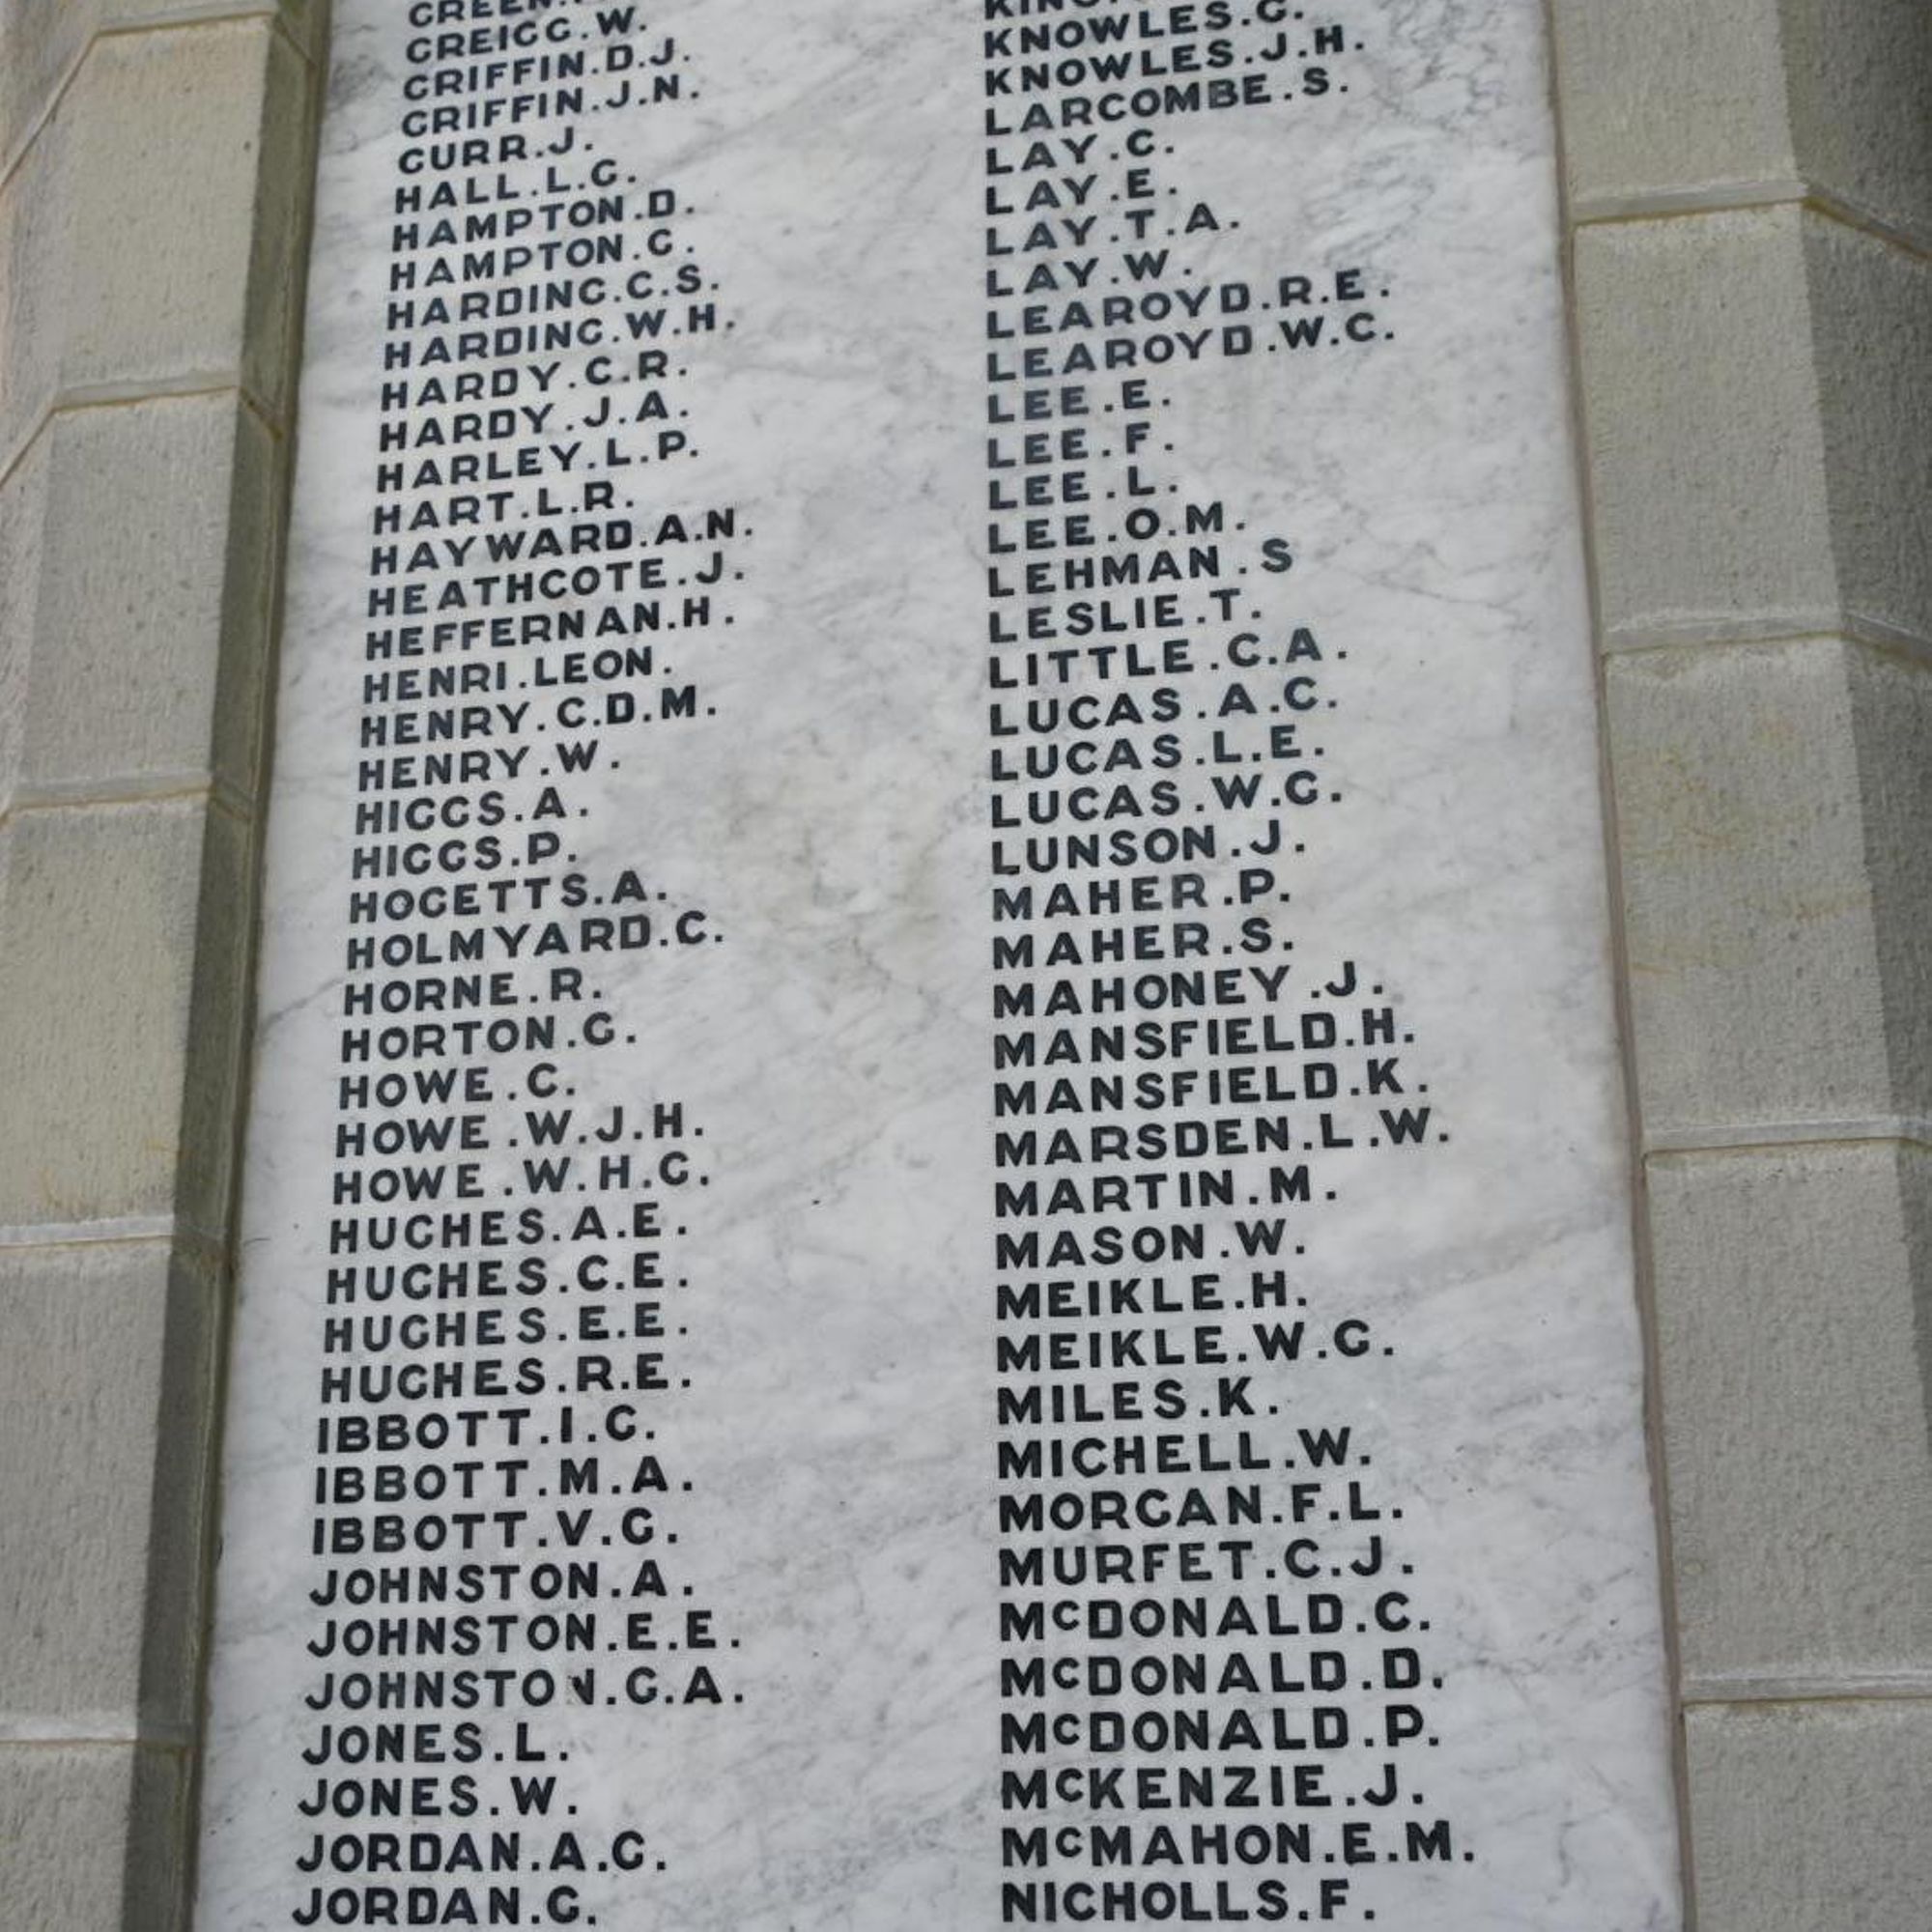 GREEN.
GREIGG.W.
GRIFFIN.D.J.
GRIFFIN.J.N.
GURR.J.
HALL.L.G.
HAMPTON.D.
HAMPTON.G.
HARDING.C.S.
HARDING.W.H.
HARDY.C.R.
HARDY.J.A.
HARLEY.L.P.
HART.L.R.
HAYWARD.A.N.
HEATHCOTE.J.
HEFFERNAN.H.
HENRI.LEON.
HENRY.C.D.M.
HENRY.W.
HIGGS.A.
HIGGS.P.
HOGETTS.A.
HOLMYARD.C.
HORNE.R.
HORTON.G.
HOWE.C.
HOWE.W.J.H.
HOWE.W.H.G.
HUGHES.A.E.
HUGHES.C.E.
HUGHES.E.E.
HUGHES.R.E.
IBBOTT.I.G.
IBBOTT.M.A.
IBBOTT.V.G.
JOHNSTON.A.
JOHNSTON.E.E.
JOHNSTON.G.A.
JONES.L.
JONES.W.
JORDAN.A.G.
JORDAN.G.
KNOWLES.G.
KNOWLES.J.H.
LARCOMBE.S.
LAY.C.
LAY.E.
LAY.T.A.
LAY.W.
LEAROYD.R.E.
LEAROYD.W.C.
LEE.E.
LEE.F.
LEE.L.
LEE.O.M.
LEHMAN.S
LESLIE.T.
LITTLE.C.A.
LUCAS.A.C.
LUCAS.L.E.
LUCAS.W.G.
LUNSON.J.
MAHER.P.
MAHER.S.
MAHONEY.J.
MANSFIELD.H.
MANSFIELD.K.
MARSDEN.L.W.
MARTIN.M.
MASON.W.
MEIKLE.H.
MEIKLE.W.G.
MILES.K.
MICHELL.W.
MORGAN.F.L.
MURFET.C.J.
McDONALD.C.
McDONALD.D.
McDONALD.P.
McKENZIE.J.
McMAHON.E.M.
NICHOLLS.F.